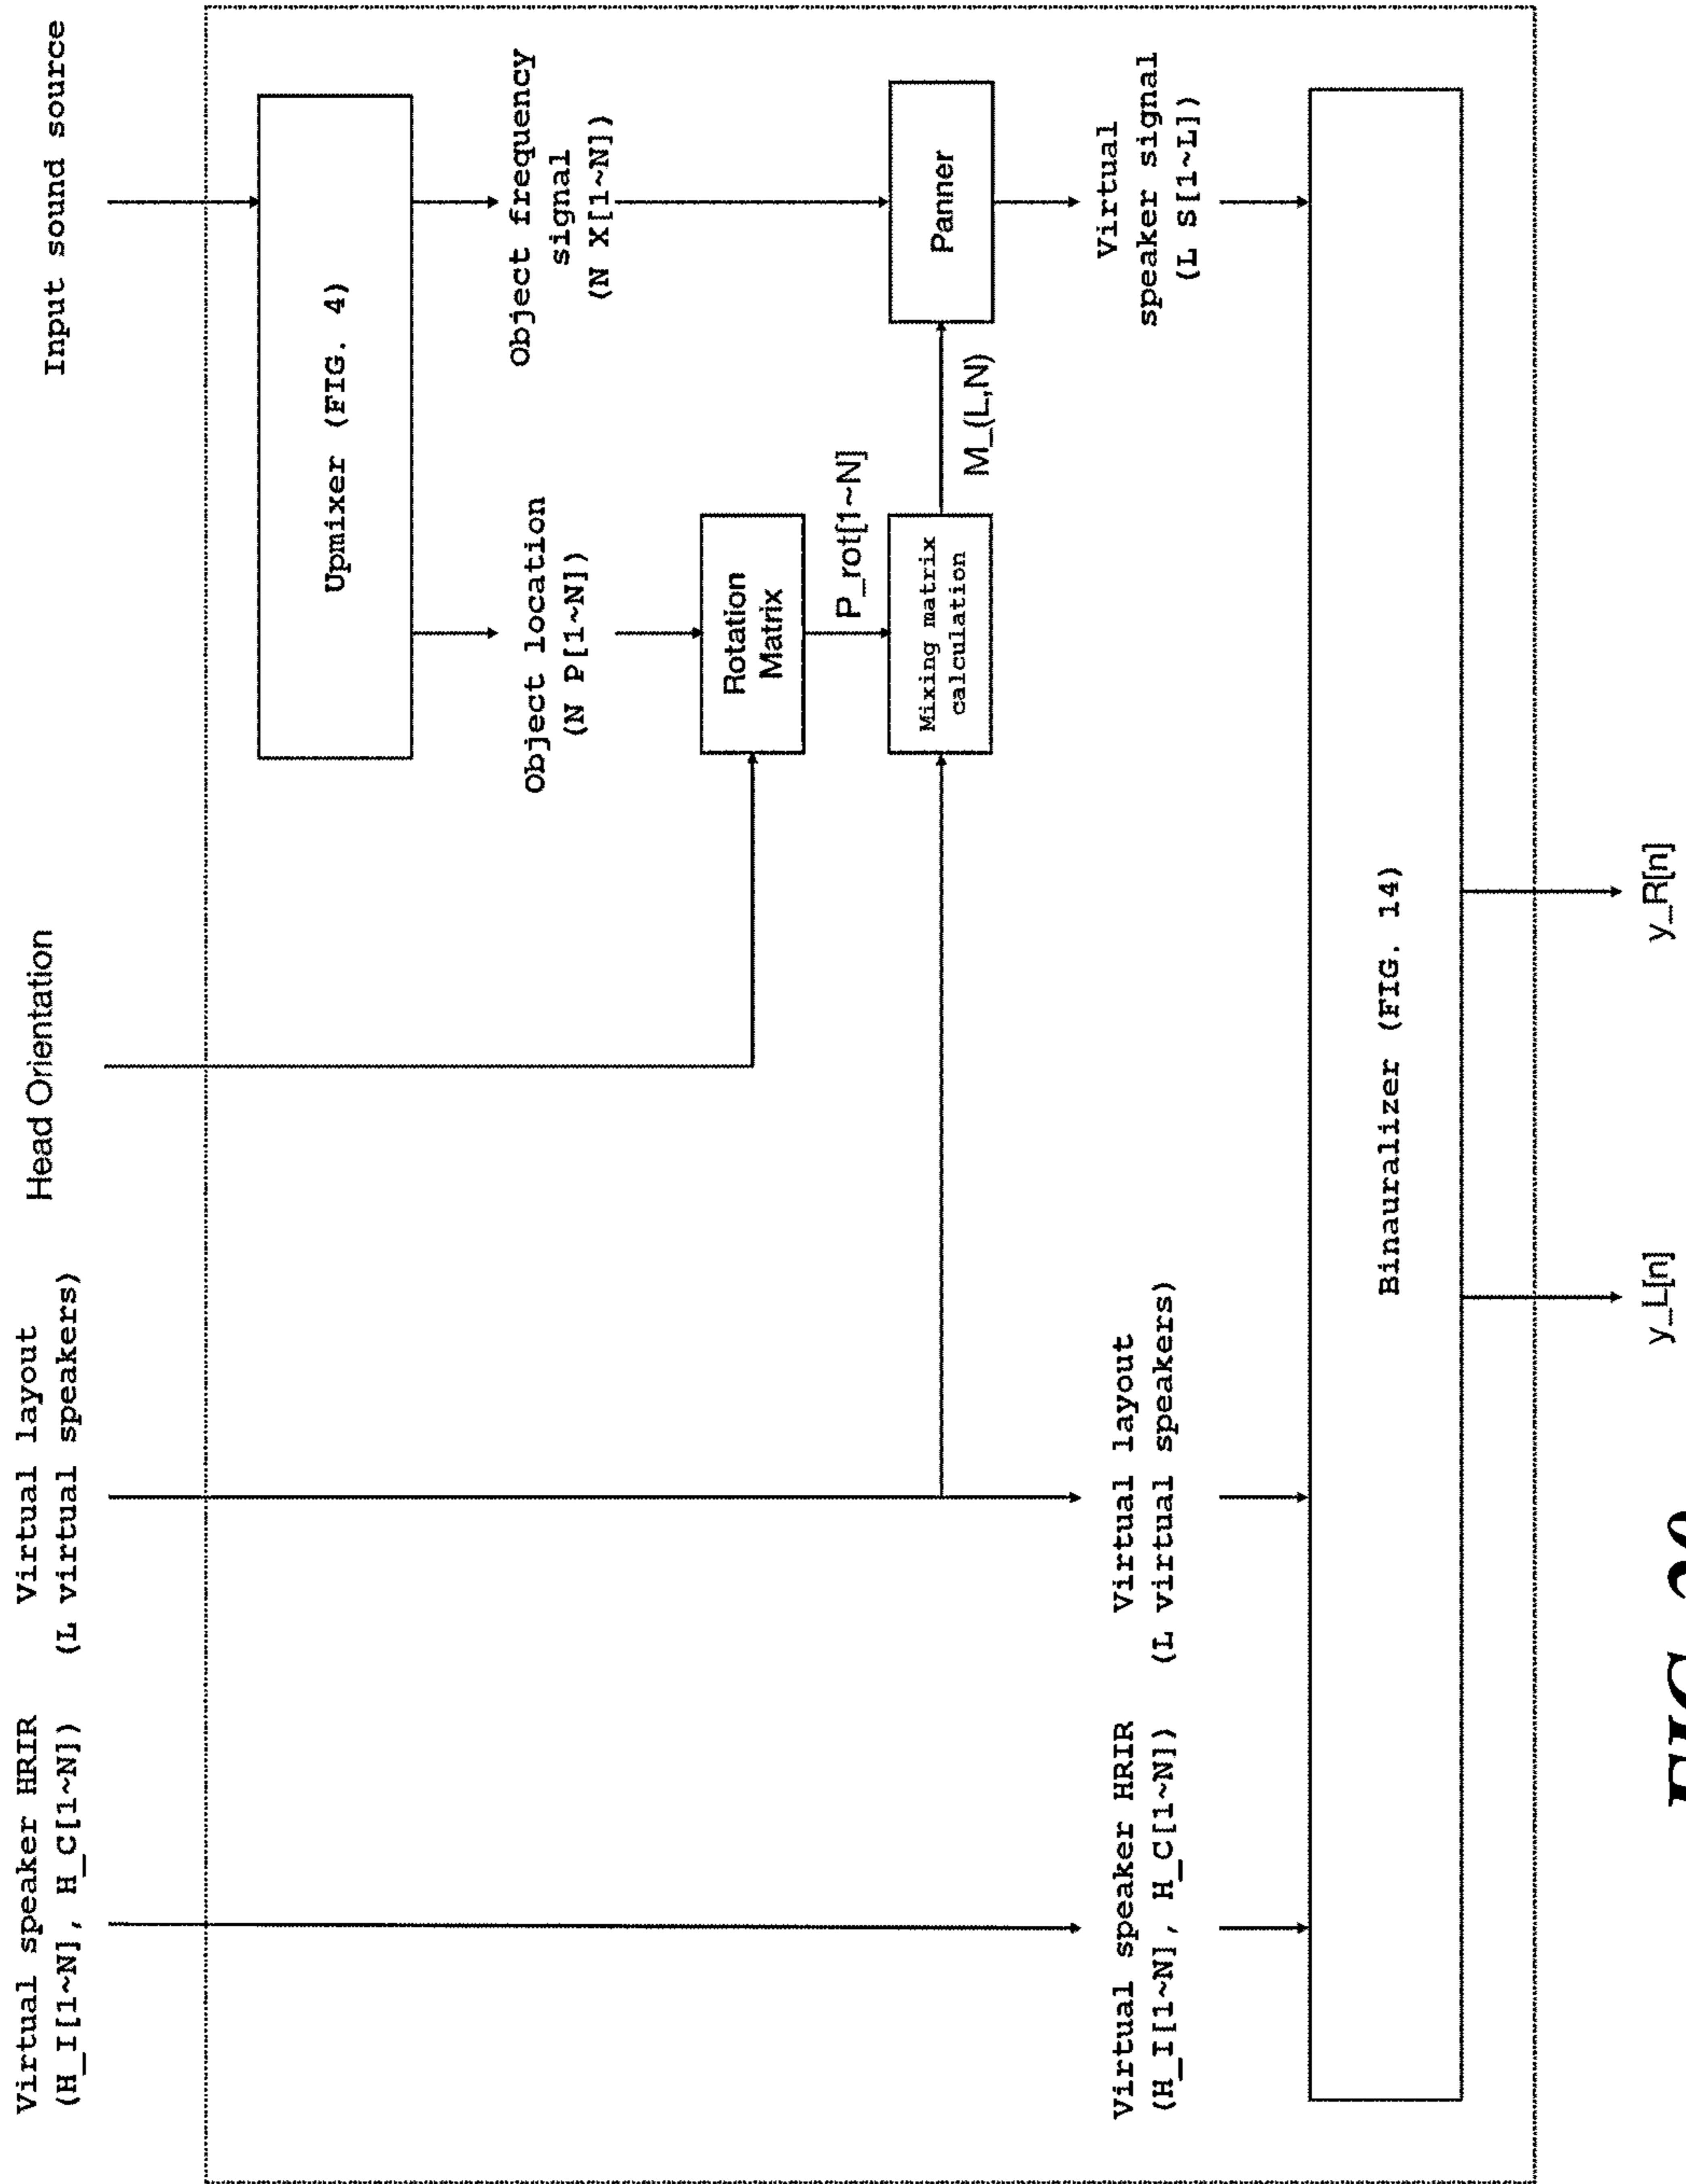 Virtual speaker HRIR
(H_I[1~N], H_C[1~N])
Virtual layout
(L virtual speakers)
Head Orientation
Input sound source
Upmixer (FIG. 4)
Object location
(N P[1~N])
Object frequency
signal
(N X[1~N])
Rotation
Matrix
P_rot[1~N]
Mixing matrix
calculation
M_(L,N)
Panner
Virtual speaker HRIR
(H_I[1~N], H_C[1~N])
Virtual layout
(L virtual speakers)
Virtual
speaker signal
(L S[1~L])
Binauralizer (FIG. 14)
y_L[n]
y_R[n]
FIG.